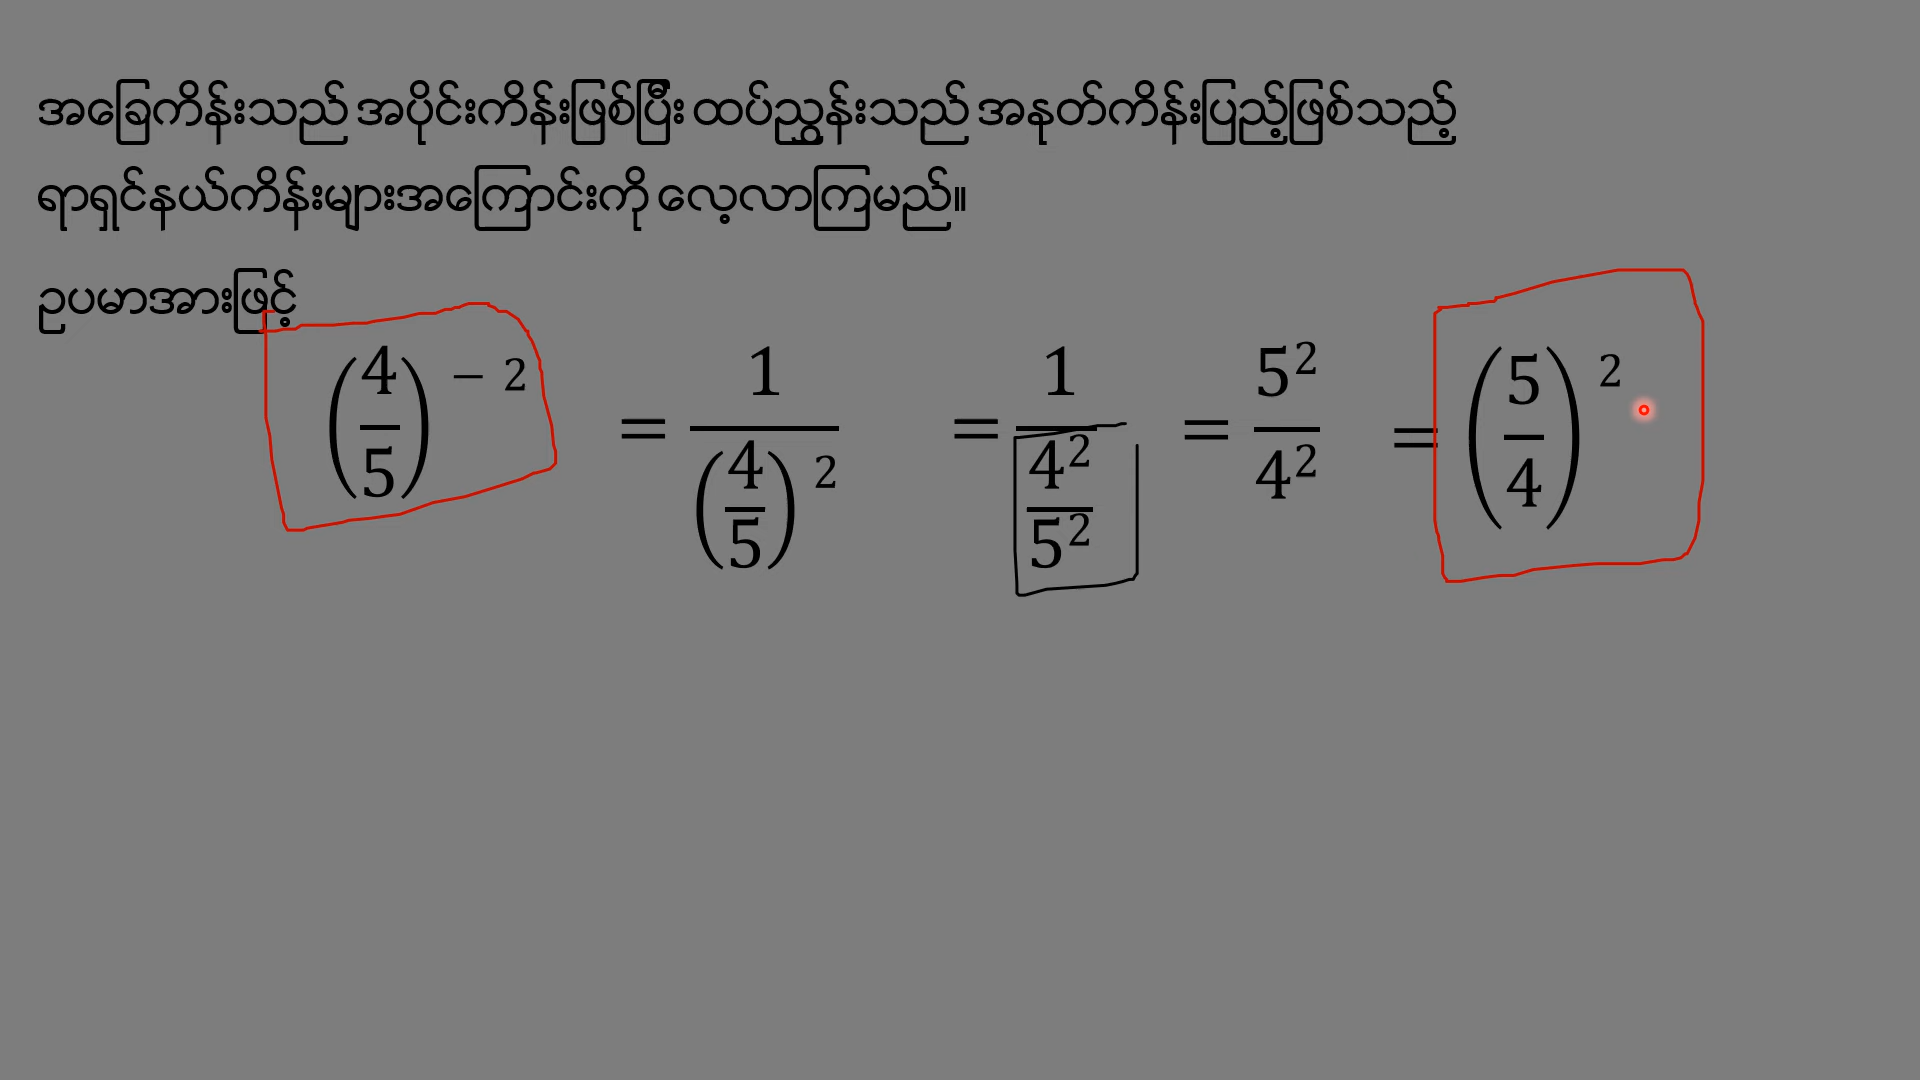 အခြေကိန်းသည် အပိုင်းကိန်းဖြစ်ပြီး ထပ်ညွှန်းသည် အနုတ်ကိန်းပြည့်ဖြစ်သည့်
ရာရှင်နယ်ကိန်းများအကြောင်းကို လေ့လာကြမည်။
ဥပမာအားဖြင့်
(4/5)^{− 2} = 1/(4/5)^2 = 1/(4^2/5^2) = 5^2/4^2 = (5/4)^2